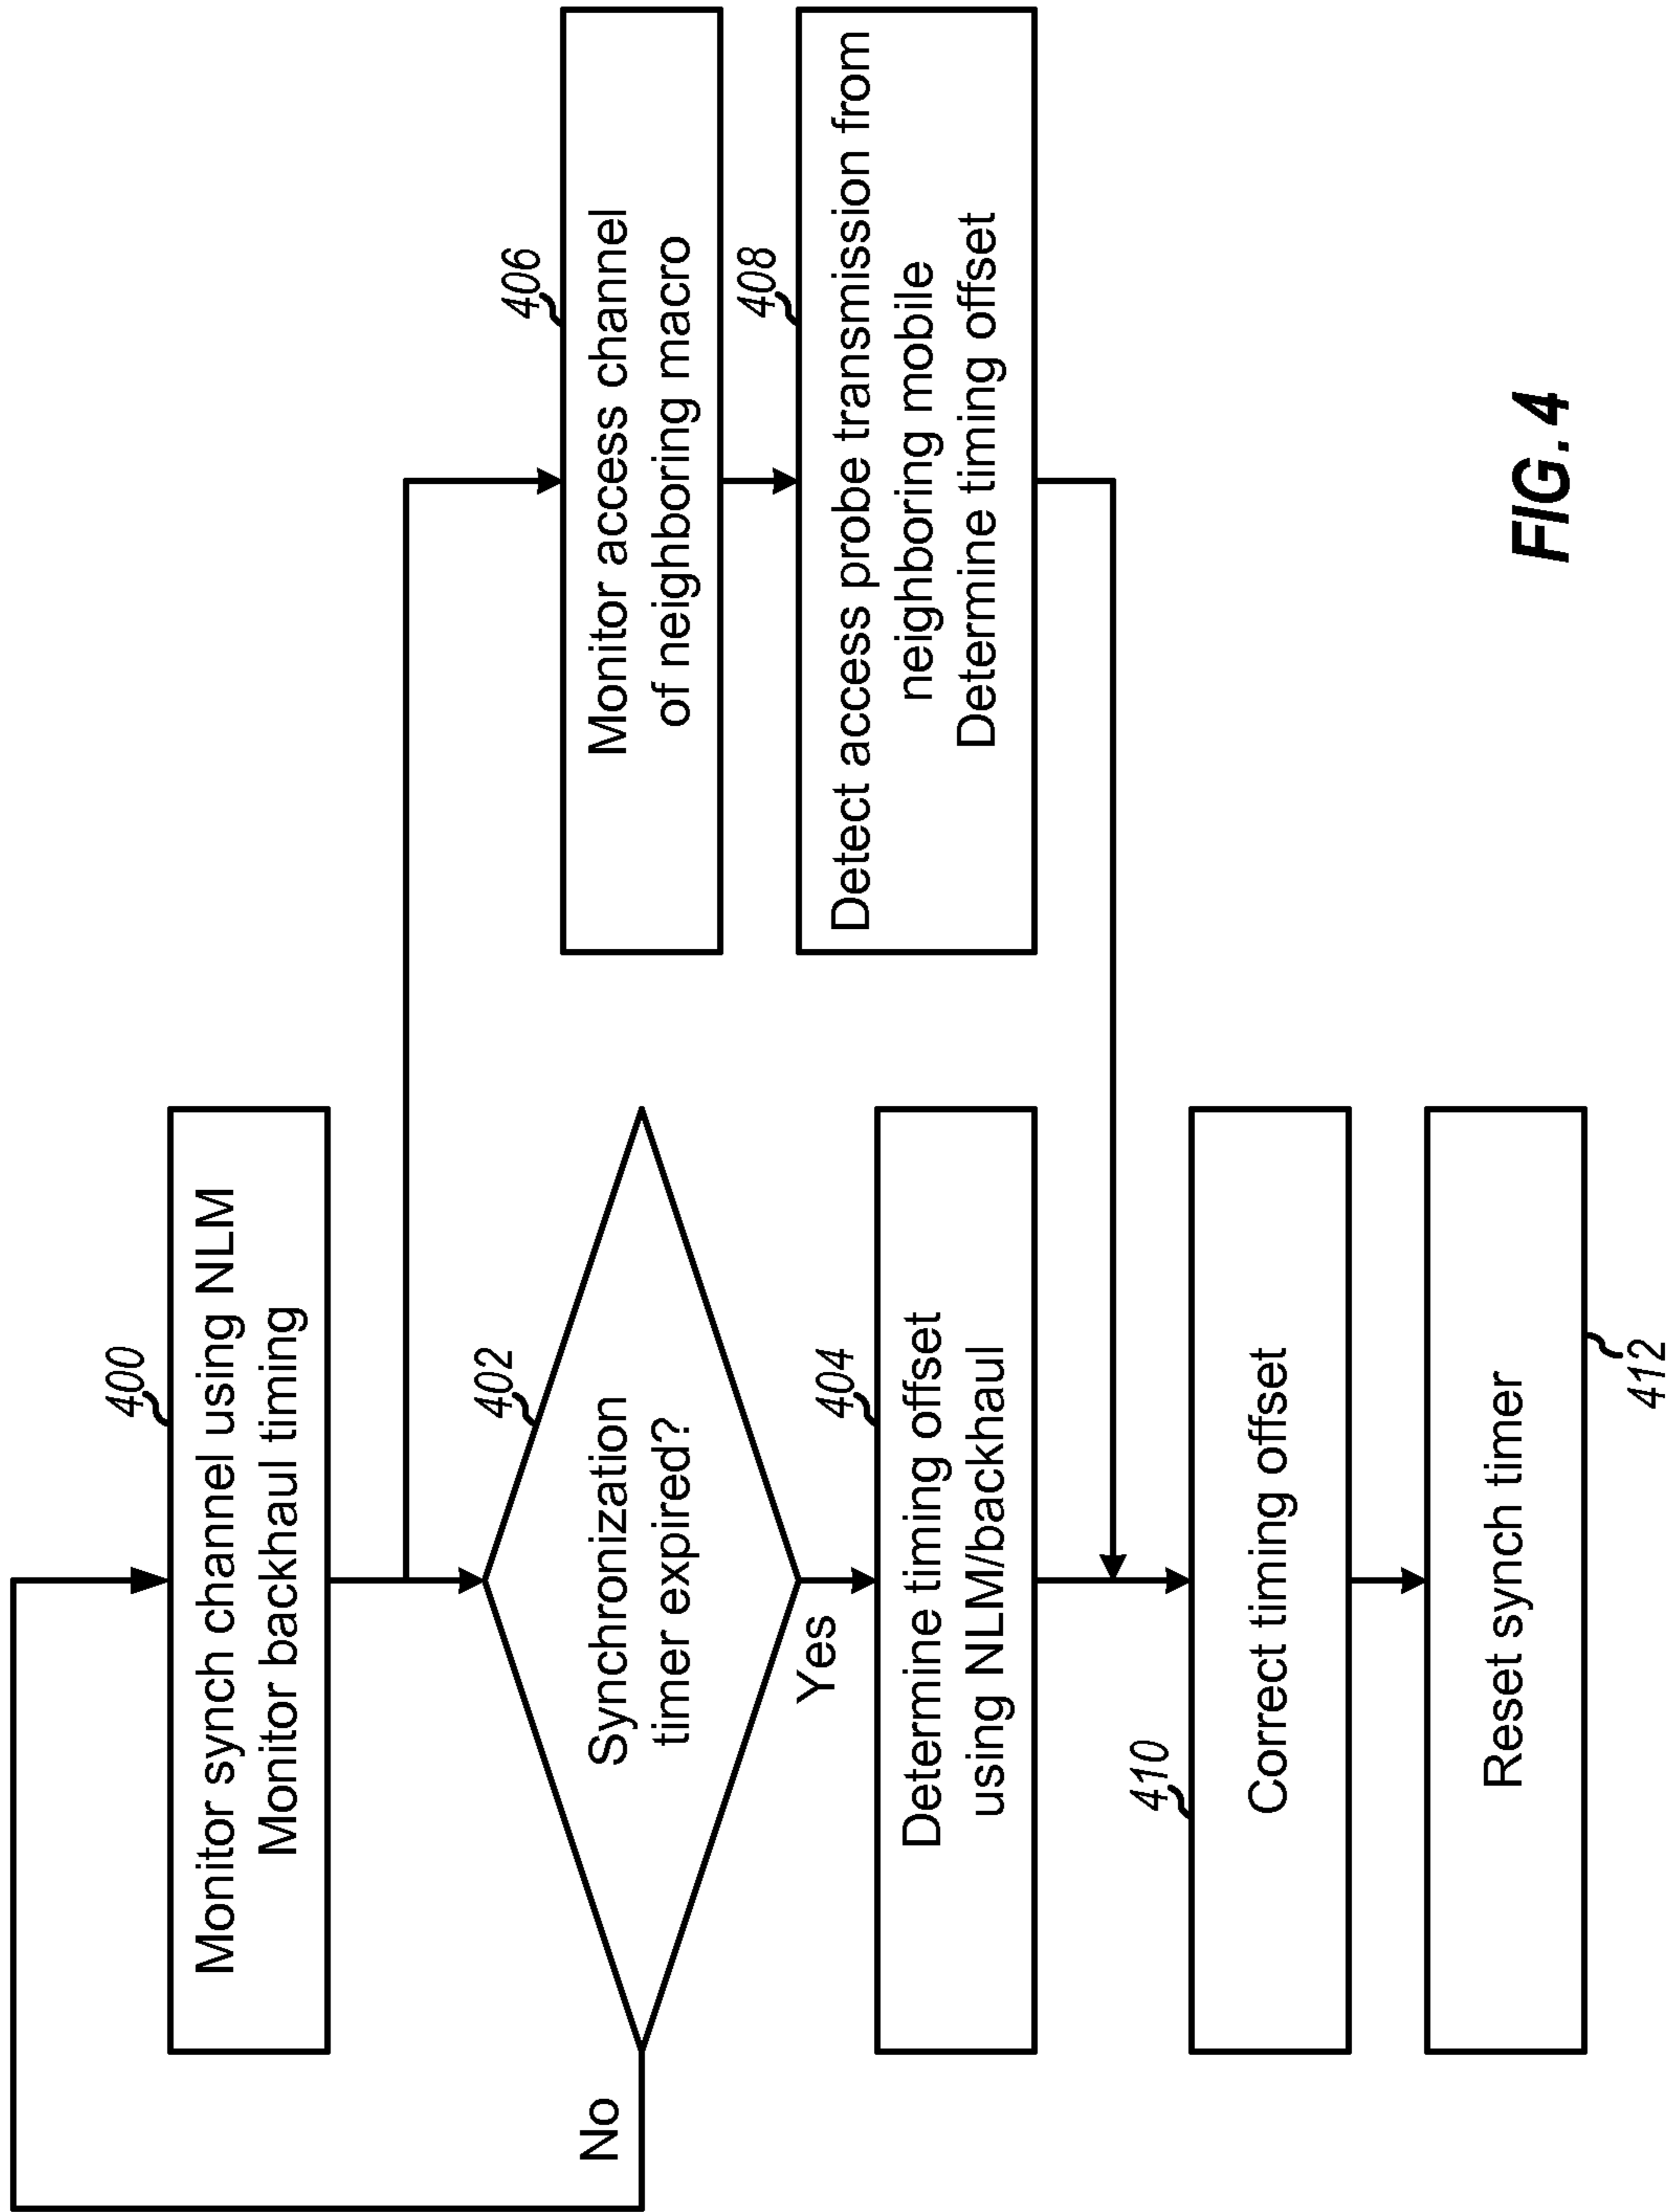 400
Monitor synch channel using NLM
Monitor backhaul timing
402
Synchronization
timer expired?
No
Yes
404
Determine timing offset
using NLM/backhaul
406
Monitor access channel
of neighboring macro
408
Detect access probe transmission from
neighboring mobile
Determine timing offset
410
Correct timing offset
Reset synch timer
412
FIG. 4